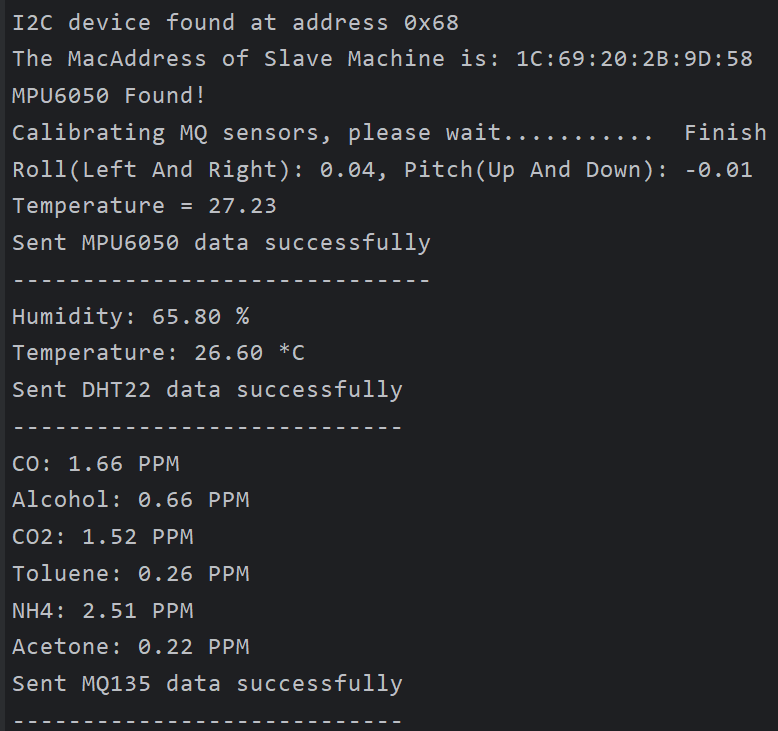 I2C device found at address 0x68
The MacAddress of Slave Machine is: 1C:69:20:2B:9D:58
MPU6050 Found!
Calibrating MQ sensors, please wait...........  Finish
Roll(Left And Right): 0.04, Pitch(Up And Down): -0.01
Temperature = 27.23
Sent MPU6050 data successfully
------------------------------
Humidity: 65.80 %
Temperature: 26.60 *C
Sent DHT22 data successfully
----------------------------
CO: 1.66 PPM
Alcohol: 0.66 PPM
CO2: 1.52 PPM
Toluene: 0.26 PPM
NH4: 2.51 PPM
Acetone: 0.22 PPM
Sent MQ135 data successfully
----------------------------